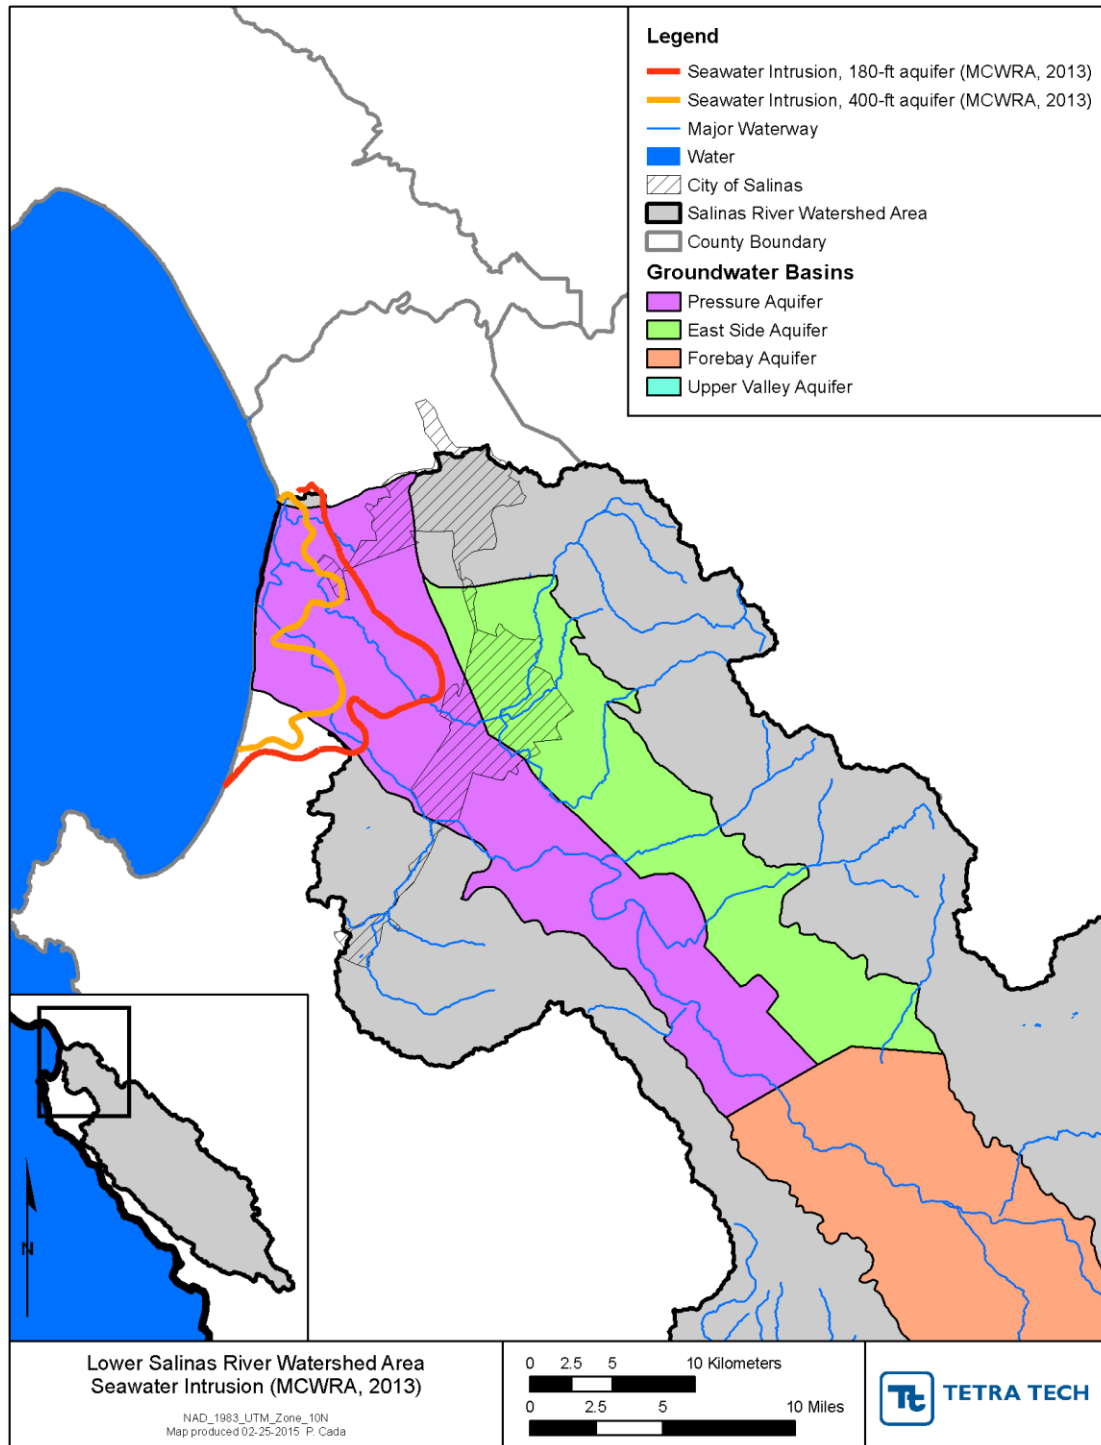 Legend
Seawater Intrusion, 180-ft aquifer (MCWRA, 2013)
Seawater Intrusion, 400-ft aquifer (MCWRA, 2013)
Major Waterway
Water
City of Salinas
Salinas River Watershed Area
County Boundary
Groundwater Basins
Pressure Aquifer
East Side Aquifer
Forebay Aquifer
Upper Valley Aquifer
N
Lower Salinas River Watershed Area
Seawater Intrusion (MCWRA, 2013)
NAD_1983_UTM_Zone_10N
Map produced 02-25-2015 P. Cada
0 2.5 5 10 Kilometers
0 2.5 5 10 Miles
Tt TETRA TECH